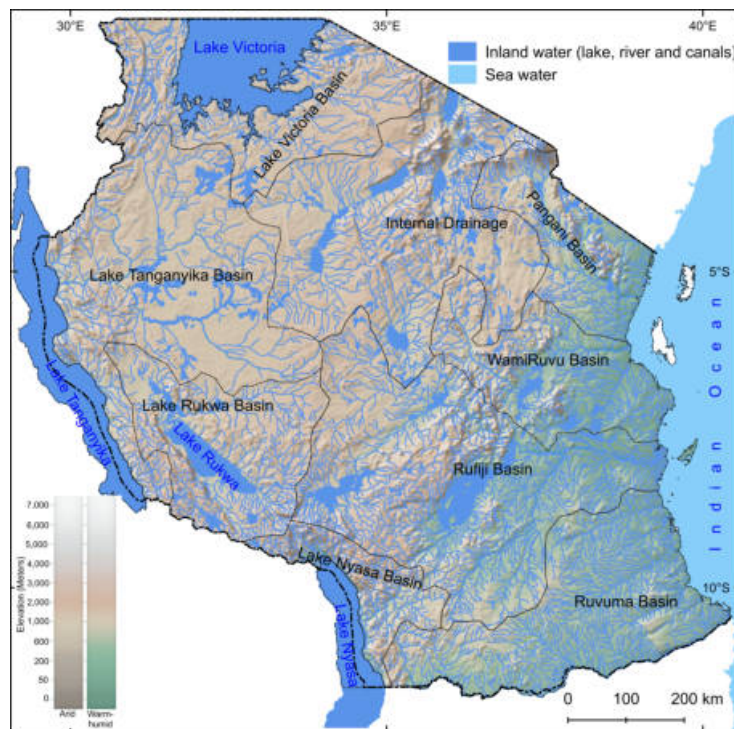 30°E
35°E
40°E
Lake Victoria
Inland water (lake, river and canals)
Sea water
Lake Victoria Basin
Pangani Basin
Internal Drainage
Lake Tanganyika Basin
5°S
WamiRuvu Basin
Lake Tanganyika
Lake Rukwa Basin
Lake Rukwa
Rufiji Basin
Indian Ocean
Elevation (Meters)
7,000
6,000
5,000
4,000
3,000
2,000
1,000
600
200
50
0
Arid
Warm-
humid
Lake Nyasa Basin
Lake Nyasa
10°S
Ruvuma Basin
0 100 200 km